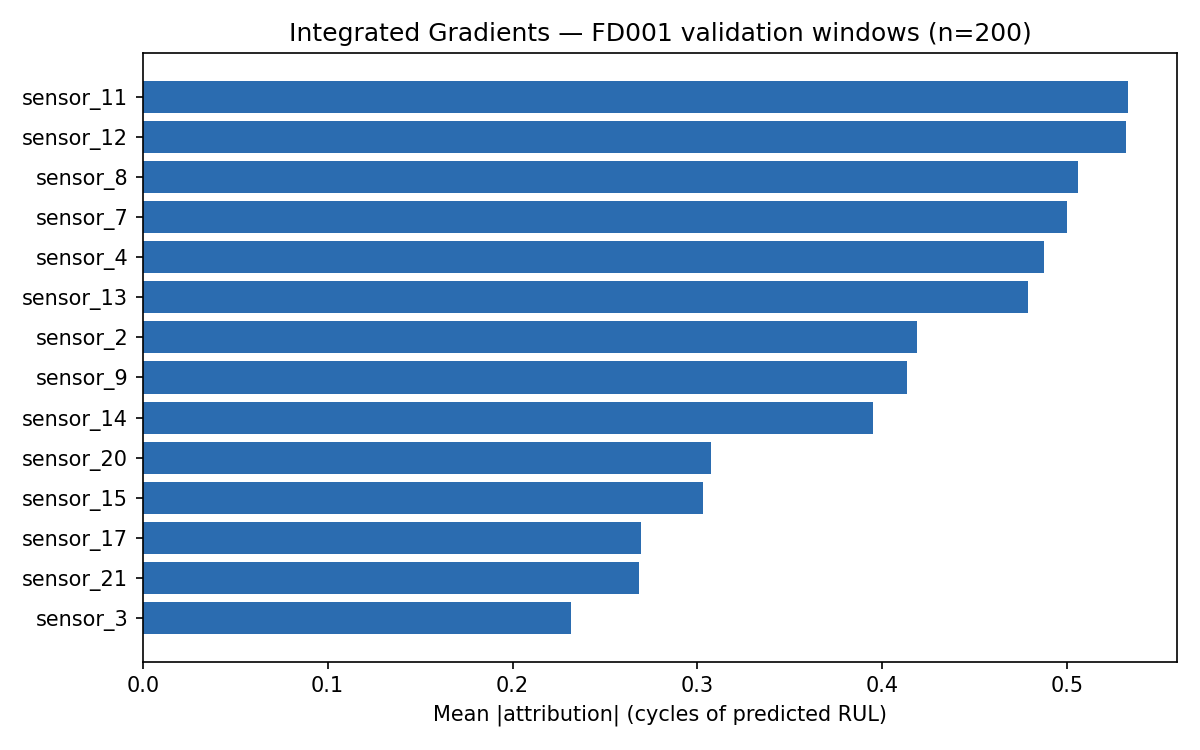 Integrated Gradients — FD001 validation windows (n=200)
sensor_11
sensor_12
sensor_8
sensor_7
sensor_4
sensor_13
sensor_2
sensor_9
sensor_14
sensor_20
sensor_15
sensor_17
sensor_21
sensor_3
0.0 0.1 0.2 0.3 0.4 0.5
Mean |attribution| (cycles of predicted RUL)